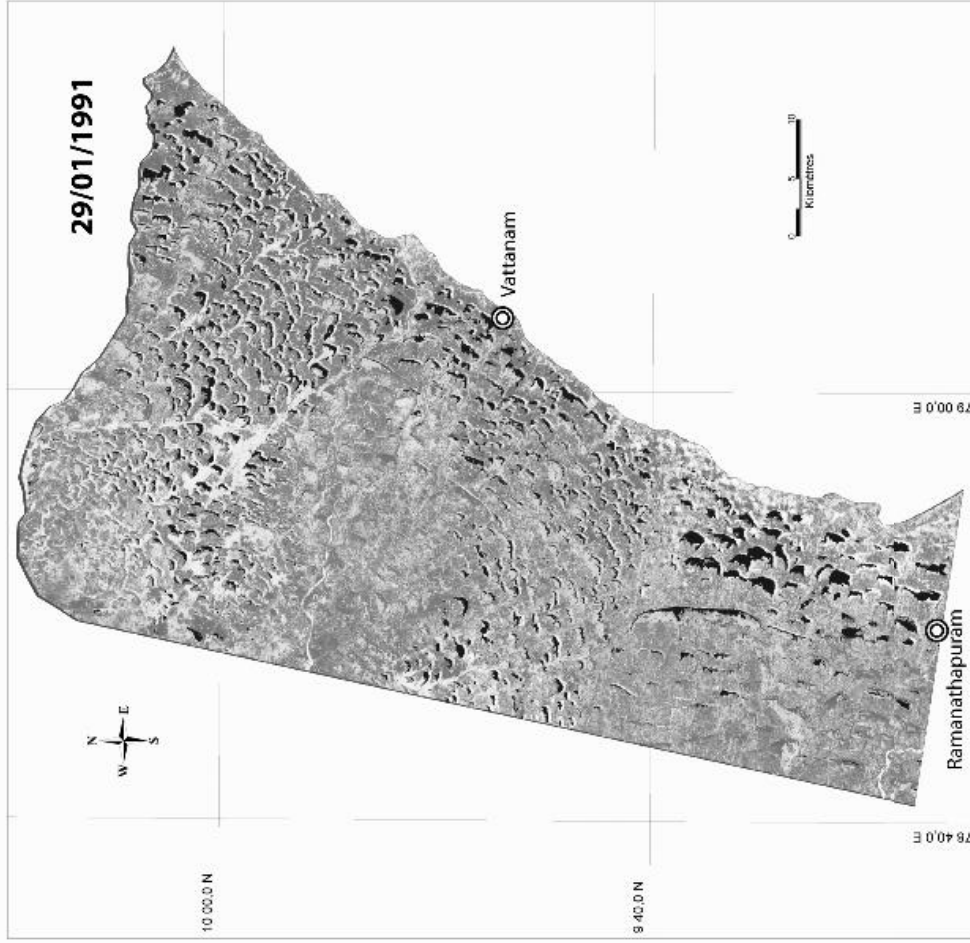 29/01/1991
Vattanam
0 5 10
Kilomètres
79 00,0 E
N
W E
S
Ramanathapuram
78 40,0 E
10 00,0 N
9 40,0 N